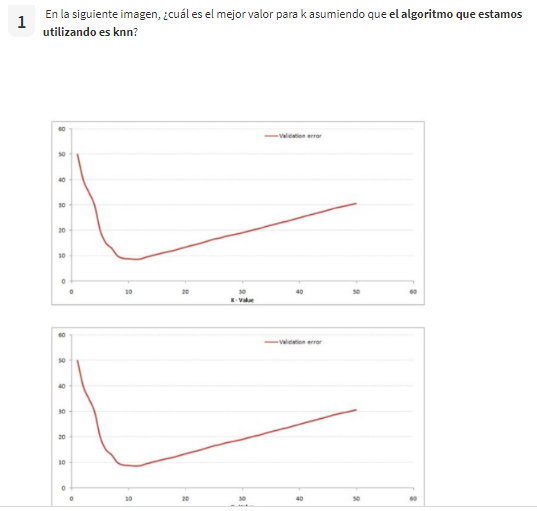 1
En la siguiente imagen, ¿cuál es el mejor valor para k asumiendo que el algoritmo que estamos
utilizando es knn?
60
Validation error
50
40
30
20
10
0
0 10 20 30 40 50 60
K - Value
60
Validation error
50
40
30
20
10
0
0 10 20 30 40 50 60